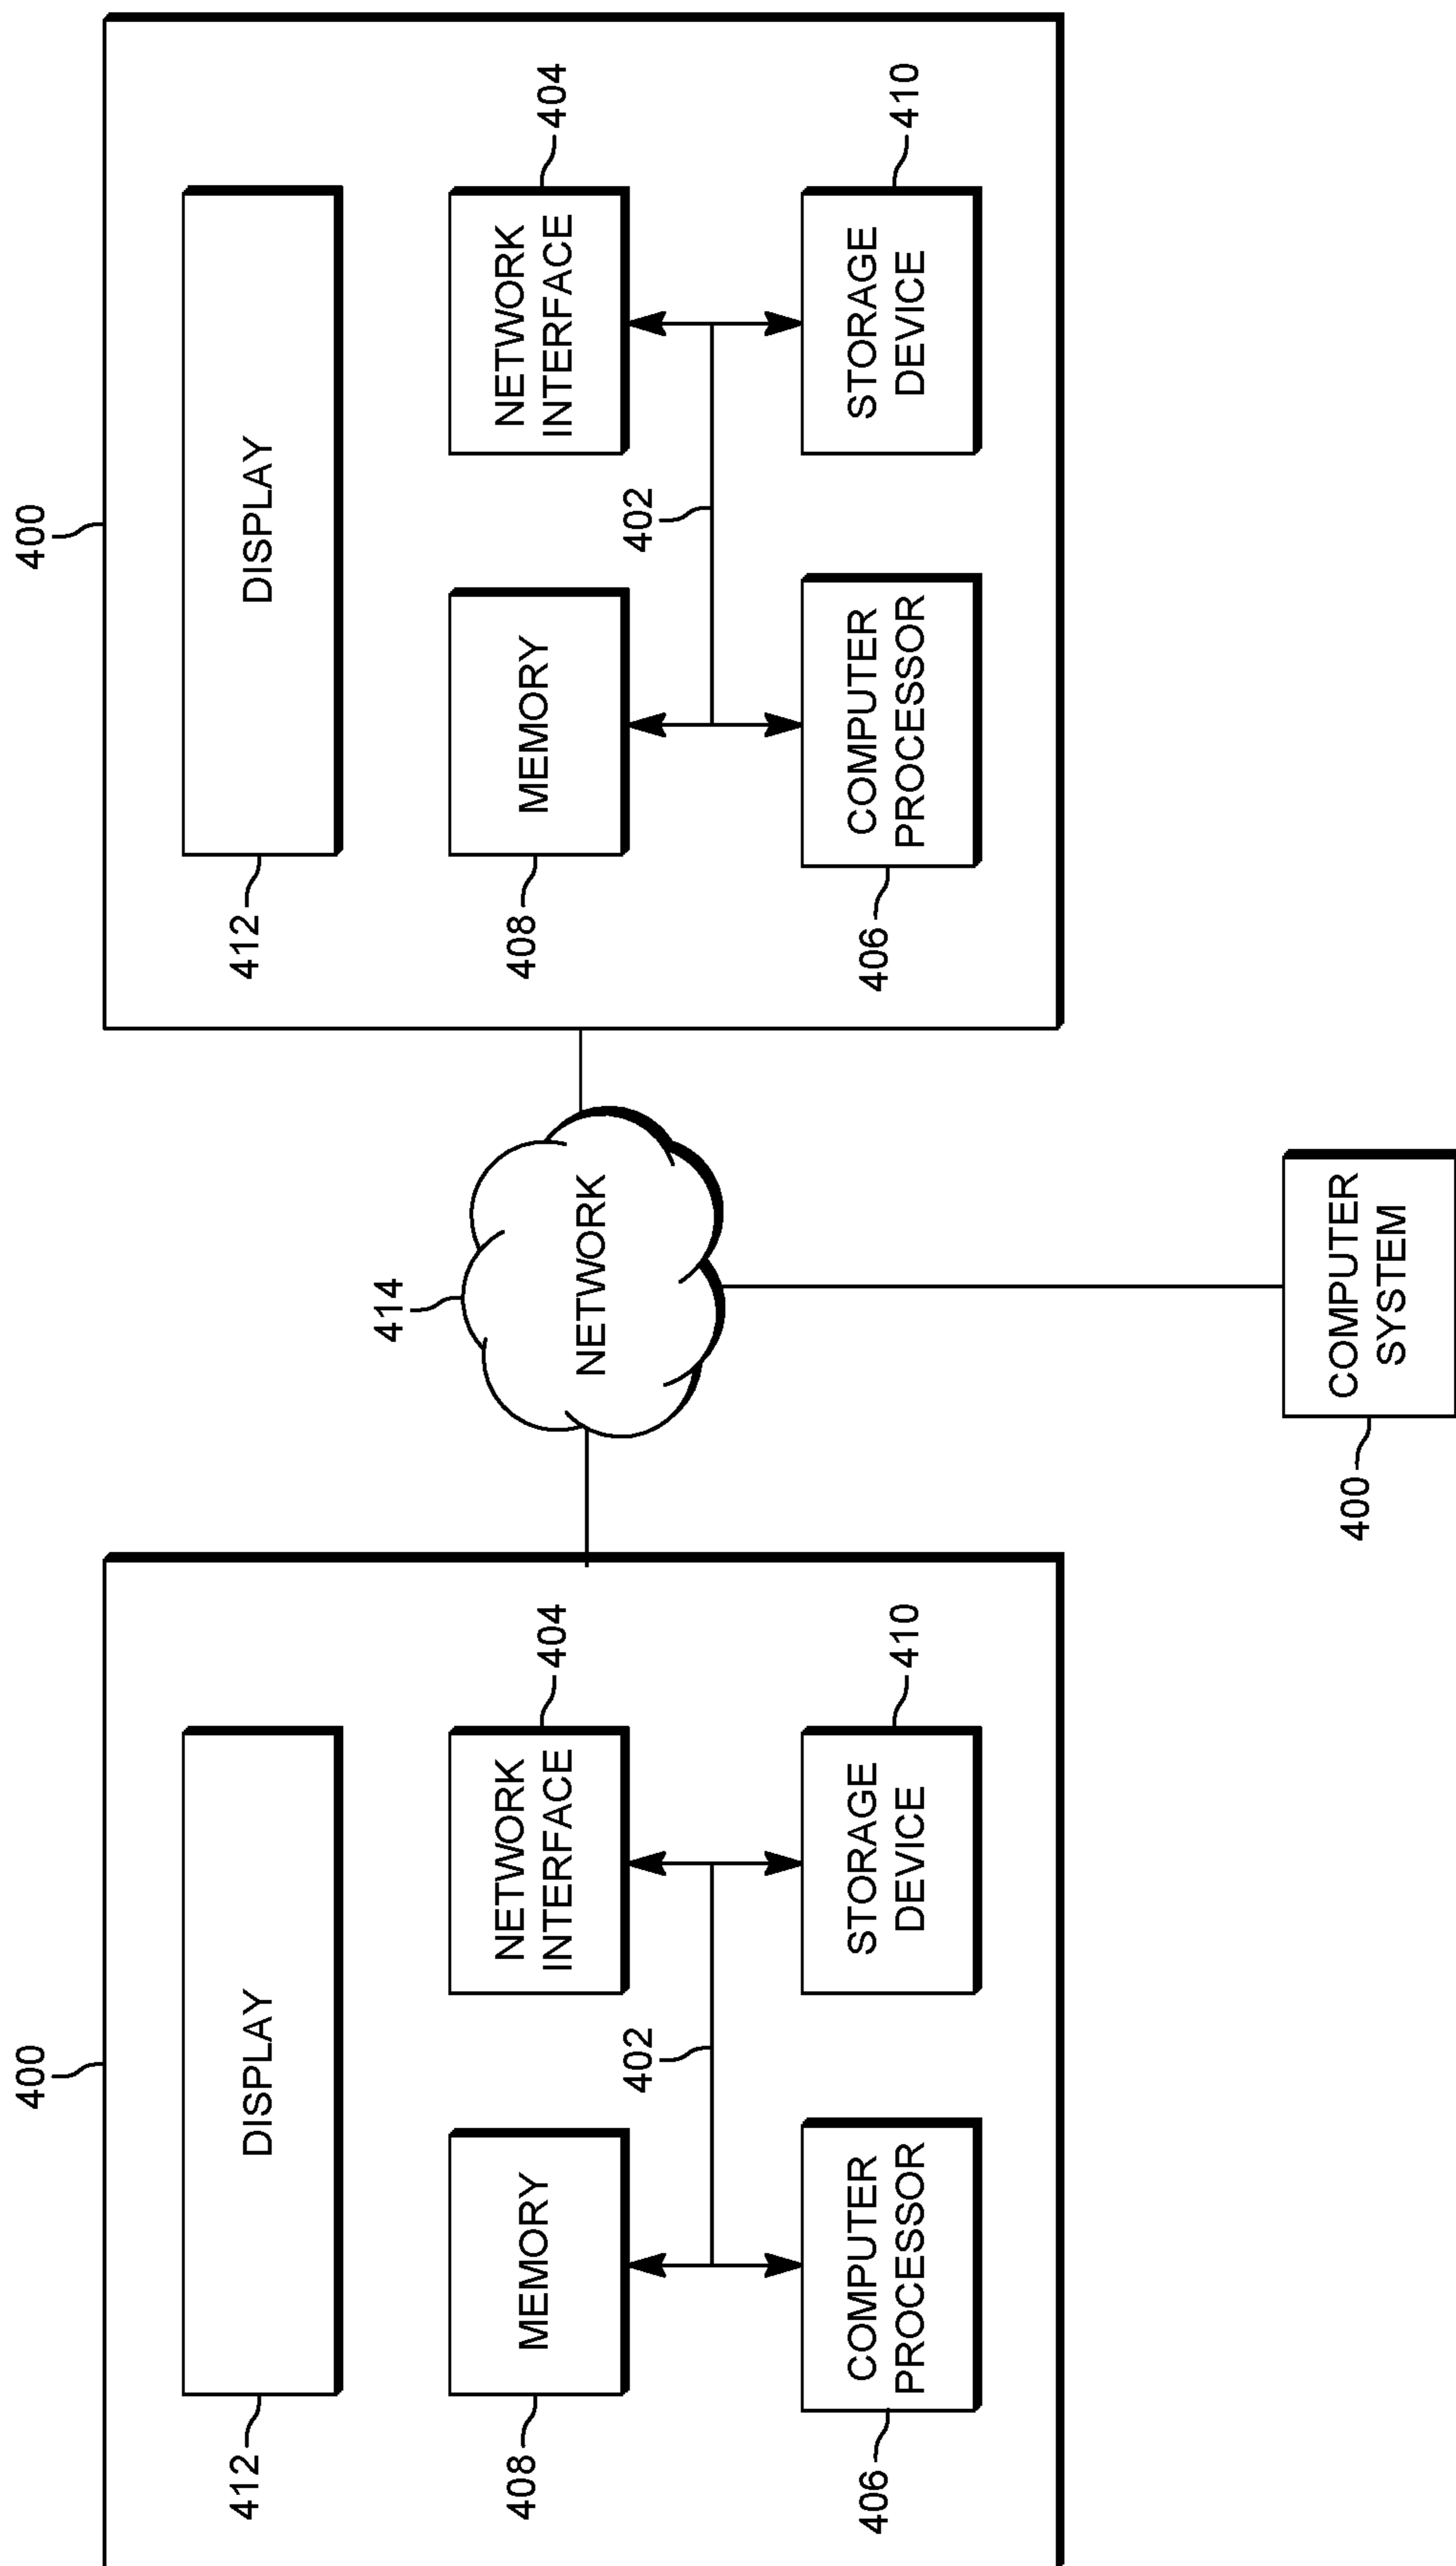 400
400
412
DISPLAY
412
DISPLAY
414
408
MEMORY
NETWORK
INTERFACE
404
408
MEMORY
NETWORK
INTERFACE
404
NETWORK
402
402
406
COMPUTER
PROCESSOR
STORAGE
DEVICE
410
406
COMPUTER
PROCESSOR
STORAGE
DEVICE
410
400
COMPUTER
SYSTEM